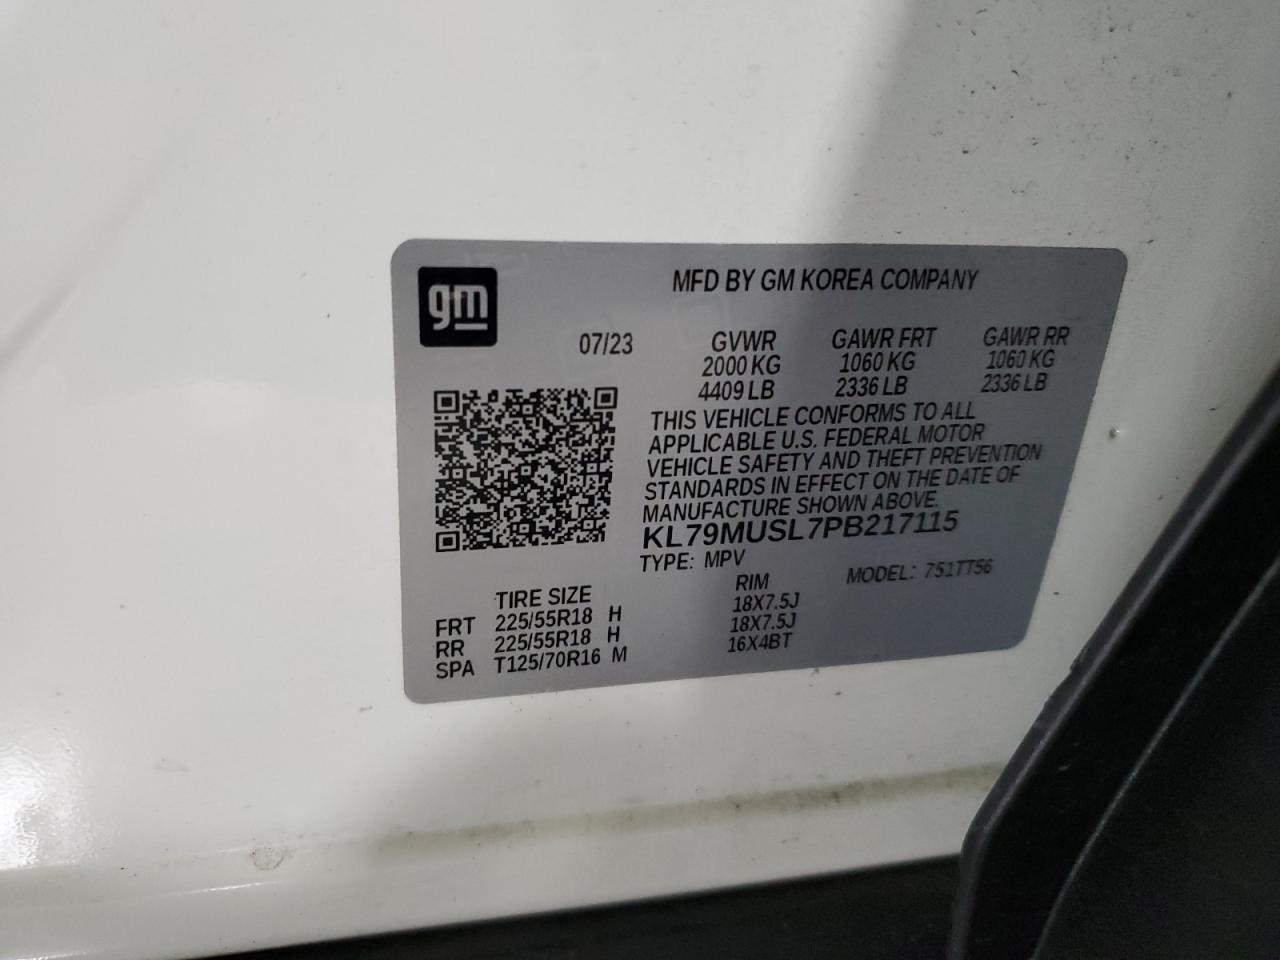 gm
MFD BY GM KOREA COMPANY
07/23 GVWR GAWR FRT GAWR RR
2000 KG 1060 KG 1060 KG
4409 LB 2336 LB 2336 LB
THIS VEHICLE CONFORMS TO ALL
APPLICABLE U.S. FEDERAL MOTOR
VEHICLE SAFETY AND THEFT PREVENTION
STANDARDS IN EFFECT ON THE DATE OF
MANUFACTURE SHOWN ABOVE.
KL79MUSL7PB217115
TYPE: MPV MODEL: 751TT56
TIRE SIZE RIM
FRT 225/55R18 H 18X7.5J
RR 225/55R18 H 18X7.5J
SPA T125/70R16 M 16X4BT